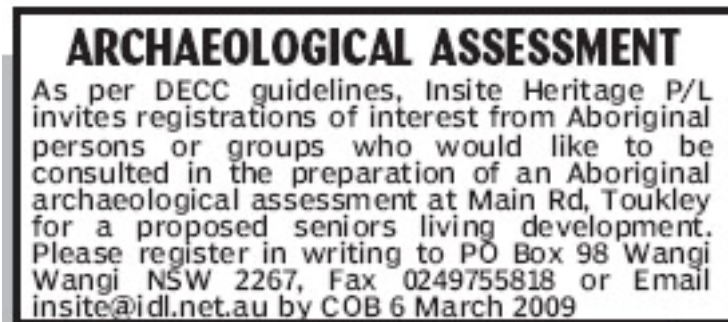 ARCHAEOLOGICAL ASSESSMENT
As per DECC guidelines, Insite Heritage P/L
invites registrations of interest from Aboriginal
persons or groups who would like to be
consulted in the preparation of an Aboriginal
archaeological assessment at Main Rd, Toukley
for a proposed seniors living development.
Please register in writing to PO Box 98 Wangi
Wangi NSW 2267, Fax 0249755818 or Email
insite@idl.net.au by COB 6 March 2009